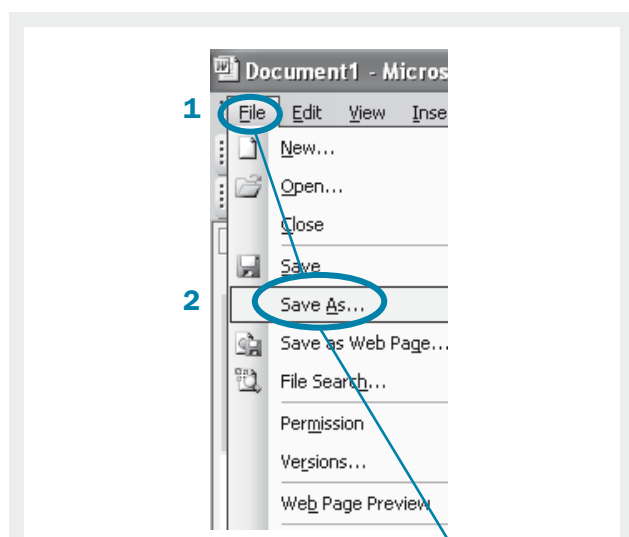 Document1 - Micros
1
File Edit View Inse
New...
Open...
Close
Save
2
Save As...
Save as Web Page...
File Search...
Permission
Versions...
Web Page Preview